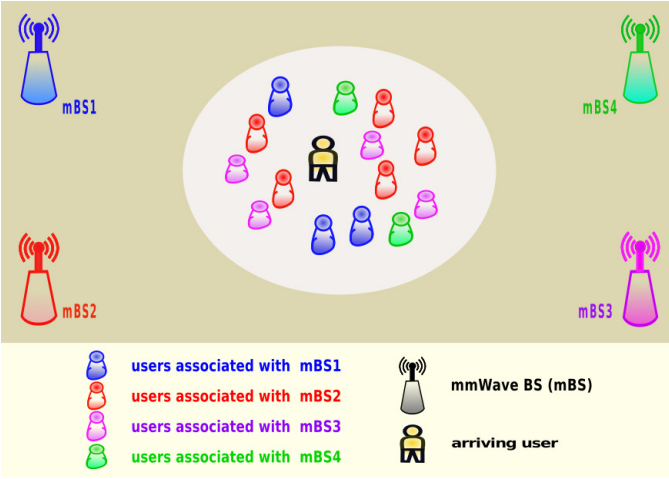 mBS1
mBS4
mBS2
mBS3
users associated with mBS1
users associated with mBS2
users associated with mBS3
users associated with mBS4
mmWave BS (mBS)
arriving user